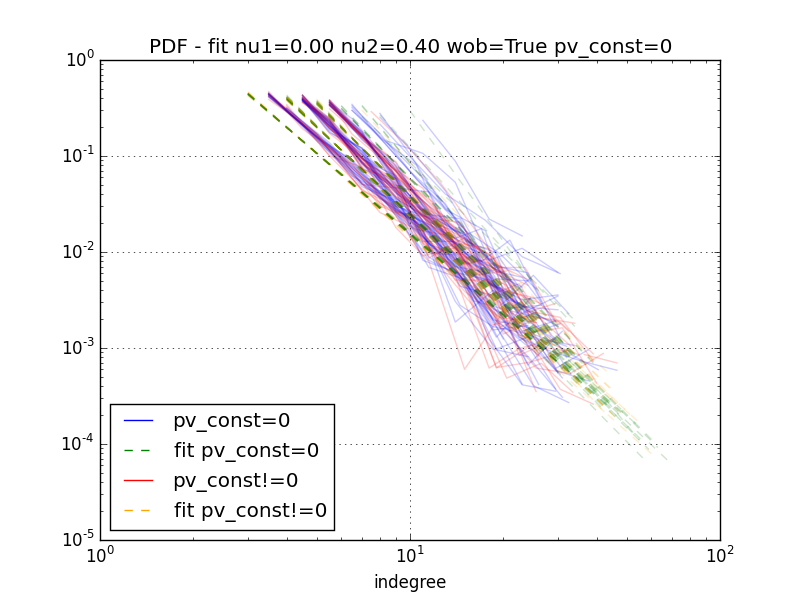 PDF - fit nu1=0.00 nu2=0.40 wob=True pv_const=0
10^0
10^-1
10^-2
10^-3
10^-4
10^-5
pv_const=0
fit pv_const=0
pv_const!=0
fit pv_const!=0
10^0 10^1 10^2
indegree